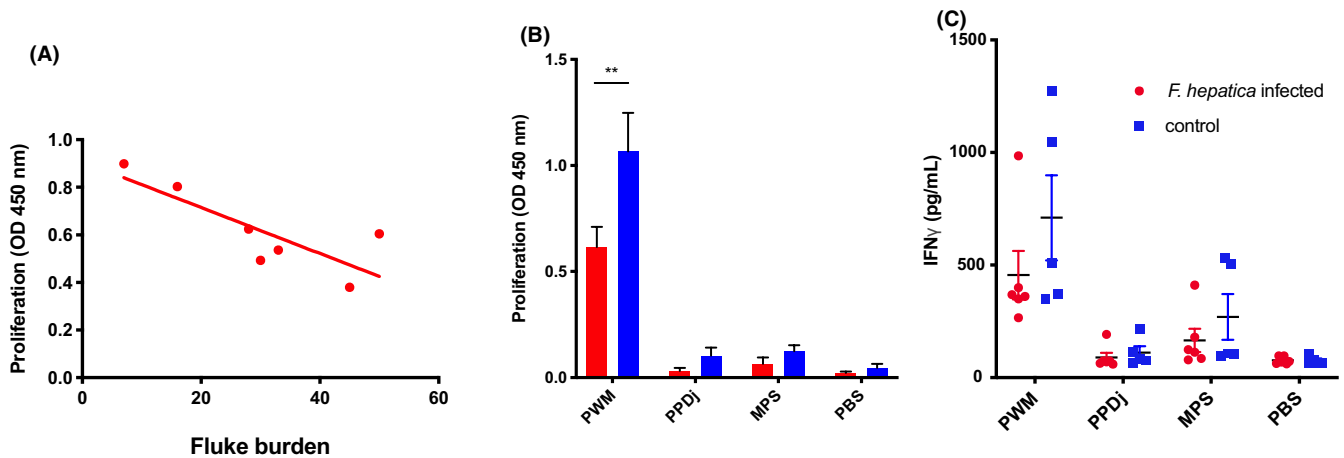 (A)
Proliferation (OD 450 nm)
1.0
0.8
0.6
0.4
0.2
0.0
0 20 40 60
Fluke burden
(B)
Proliferation (OD 450 nm)
1.5
1.0
0.5
0.0
**
PWM PPDj MPS PBS
(C)
IFNγ (pg/mL)
1500
1000
500
0
F. hepatica infected
control
PWM PPDj MPS PBS